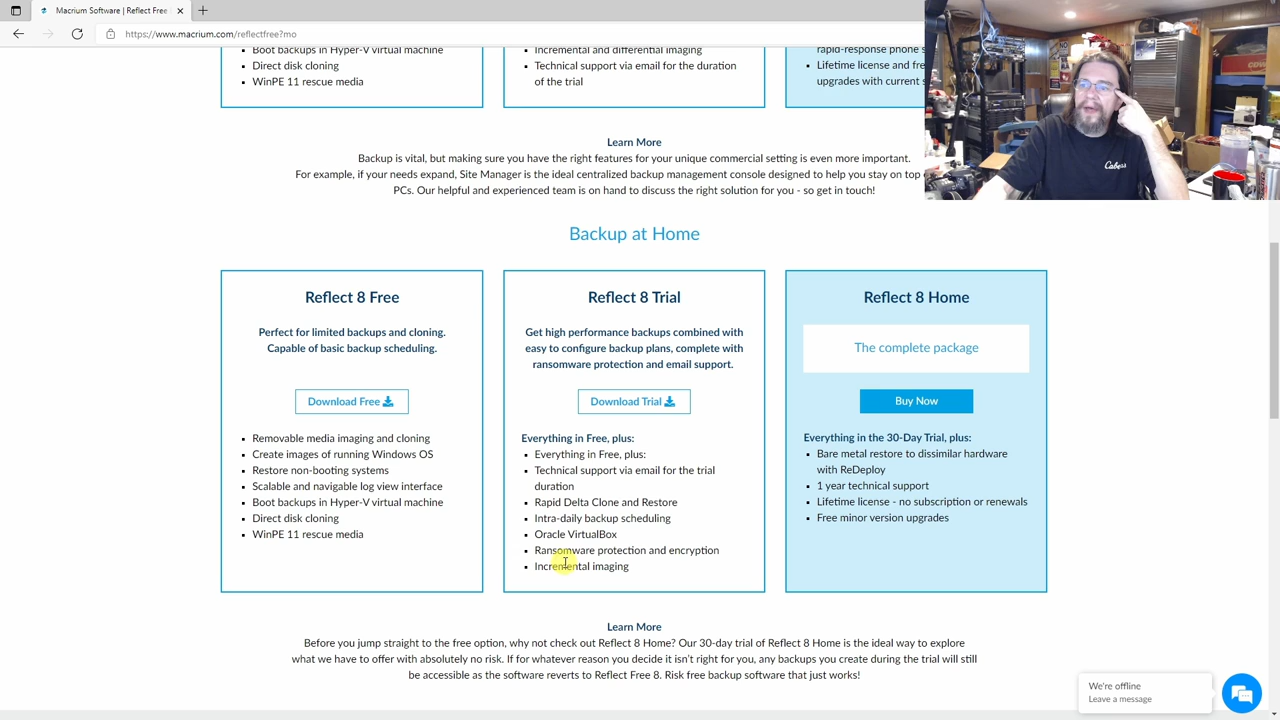 Macrium Software | Reflect Free
https://www.macrium.com/reflectfree?mo
Boot backups in Hyper-V virtual machine
Direct disk cloning
WinPE 11 rescue media
Incremental and differential imaging
Technical support via email for the duration
of the trial
rapid-response phone
Lifetime license and
upgrades with current
Learn More
Backup is vital, but making sure you have the right features for your unique commercial setting is even more important.
For example, if your needs expand, Site Manager is the ideal centralized backup management console designed to help you stay on top
PCs. Our helpful and experienced team is on hand to discuss the right solution for you - so get in touch!
Backup at Home
Reflect 8 Free
Perfect for limited backups and cloning.
Capable of basic backup scheduling.
Download Free
Removable media imaging and cloning
Create images of running Windows OS
Restore non-booting systems
Scalable and navigable log view interface
Boot backups in Hyper-V virtual machine
Direct disk cloning
WinPE 11 rescue media
Reflect 8 Trial
Get high performance backups combined with
easy to configure backup plans, complete with
ransomware protection and email support.
Download Trial
Everything in Free, plus:
Everything in Free, plus:
Technical support via email for the trial
duration
Rapid Delta Clone and Restore
Intra-daily backup scheduling
Oracle VirtualBox
Ransomware protection and encryption
Incremental imaging
Reflect 8 Home
The complete package
Buy Now
Everything in the 30-Day Trial, plus:
Bare metal restore to dissimilar hardware
with ReDeploy
1 year technical support
Lifetime license - no subscription or renewals
Free minor version upgrades
Learn More
Before you jump straight to the free option, why not check out Reflect 8 Home? Our 30-day trial of Reflect 8 Home is the ideal way to explore
what we have to offer with absolutely no risk. If for whatever reason you decide it isn't right for you, any backups you create during the trial will still
be accessible as the software reverts to Reflect Free 8. Risk free backup software that just works!
We're offline
Leave a message